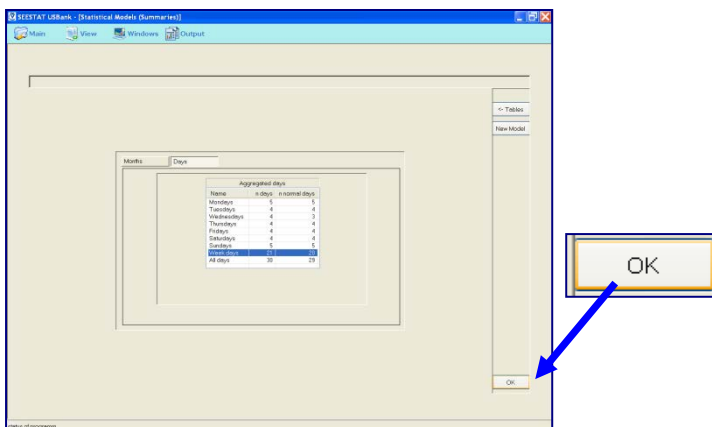 SEESTAT USBank - [Statistical Models (Summaries)]
Main View Windows Output
<- Tables
New Model
Months Days
Aggregated days
Name n days n normal days
Mondays 5 5
Tuesdays 4 4
Wednesdays 4 3
Thursdays 4 4
Fridays 4 4
Saturdays 4 4
Sundays 5 5
Week days 21 20
All days 30 29
OK
OK
status of progress